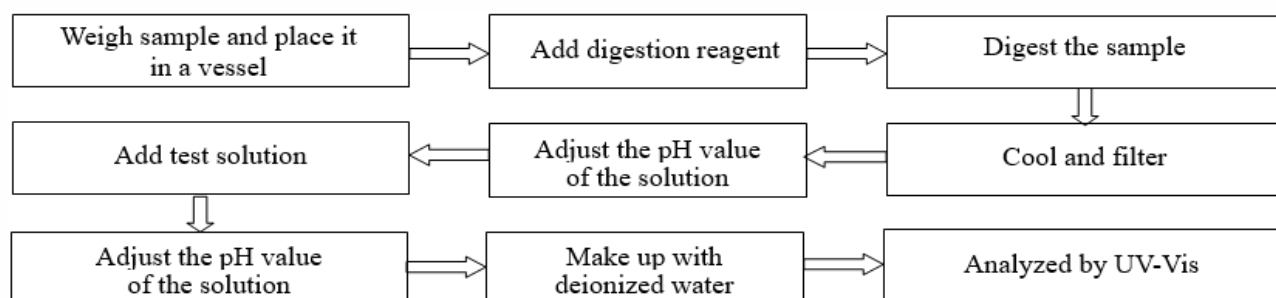 Weigh sample and place it
in a vessel
Add digestion reagent
Digest the sample
Cool and filter
Adjust the pH value
of the solution
Add test solution
Adjust the pH value
of the solution
Make up with
deionized water
Analyzed by UV-Vis